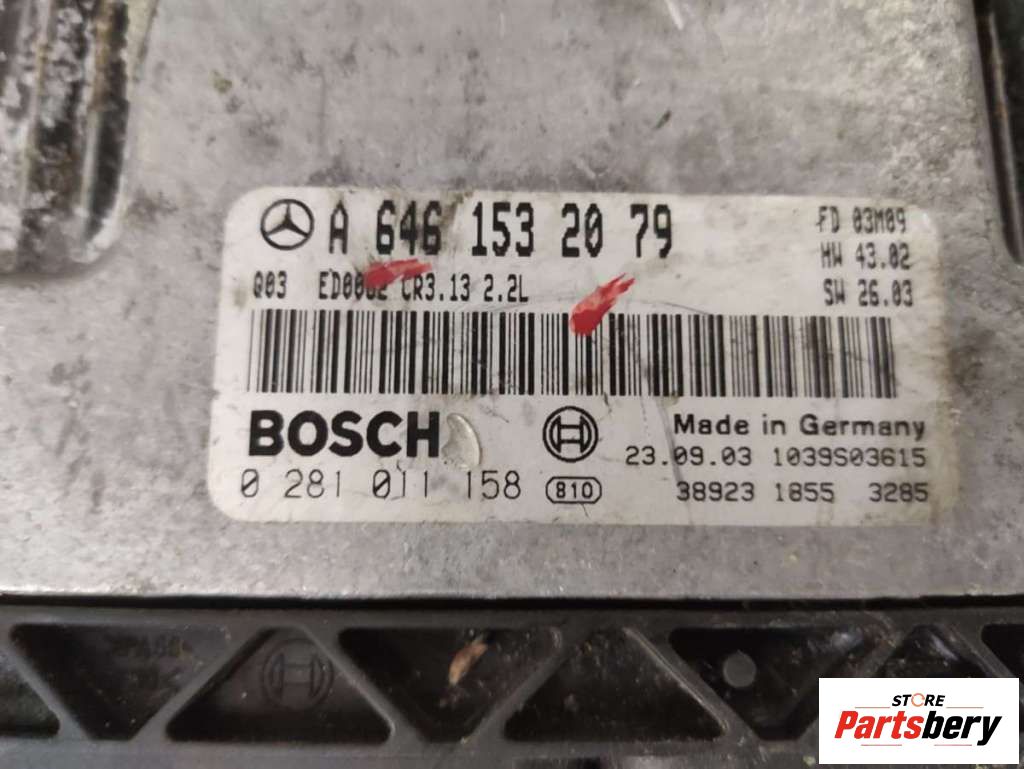 A 646 153 20 79
FD 03M09
HW 43.02
Q03 CR3.13 2.2L
SW 26.03
BOSCH
Made in Germany
23.09.03 1039S03615
0 281 011 158 810
38923 1855 3285
STORE
Partsbery